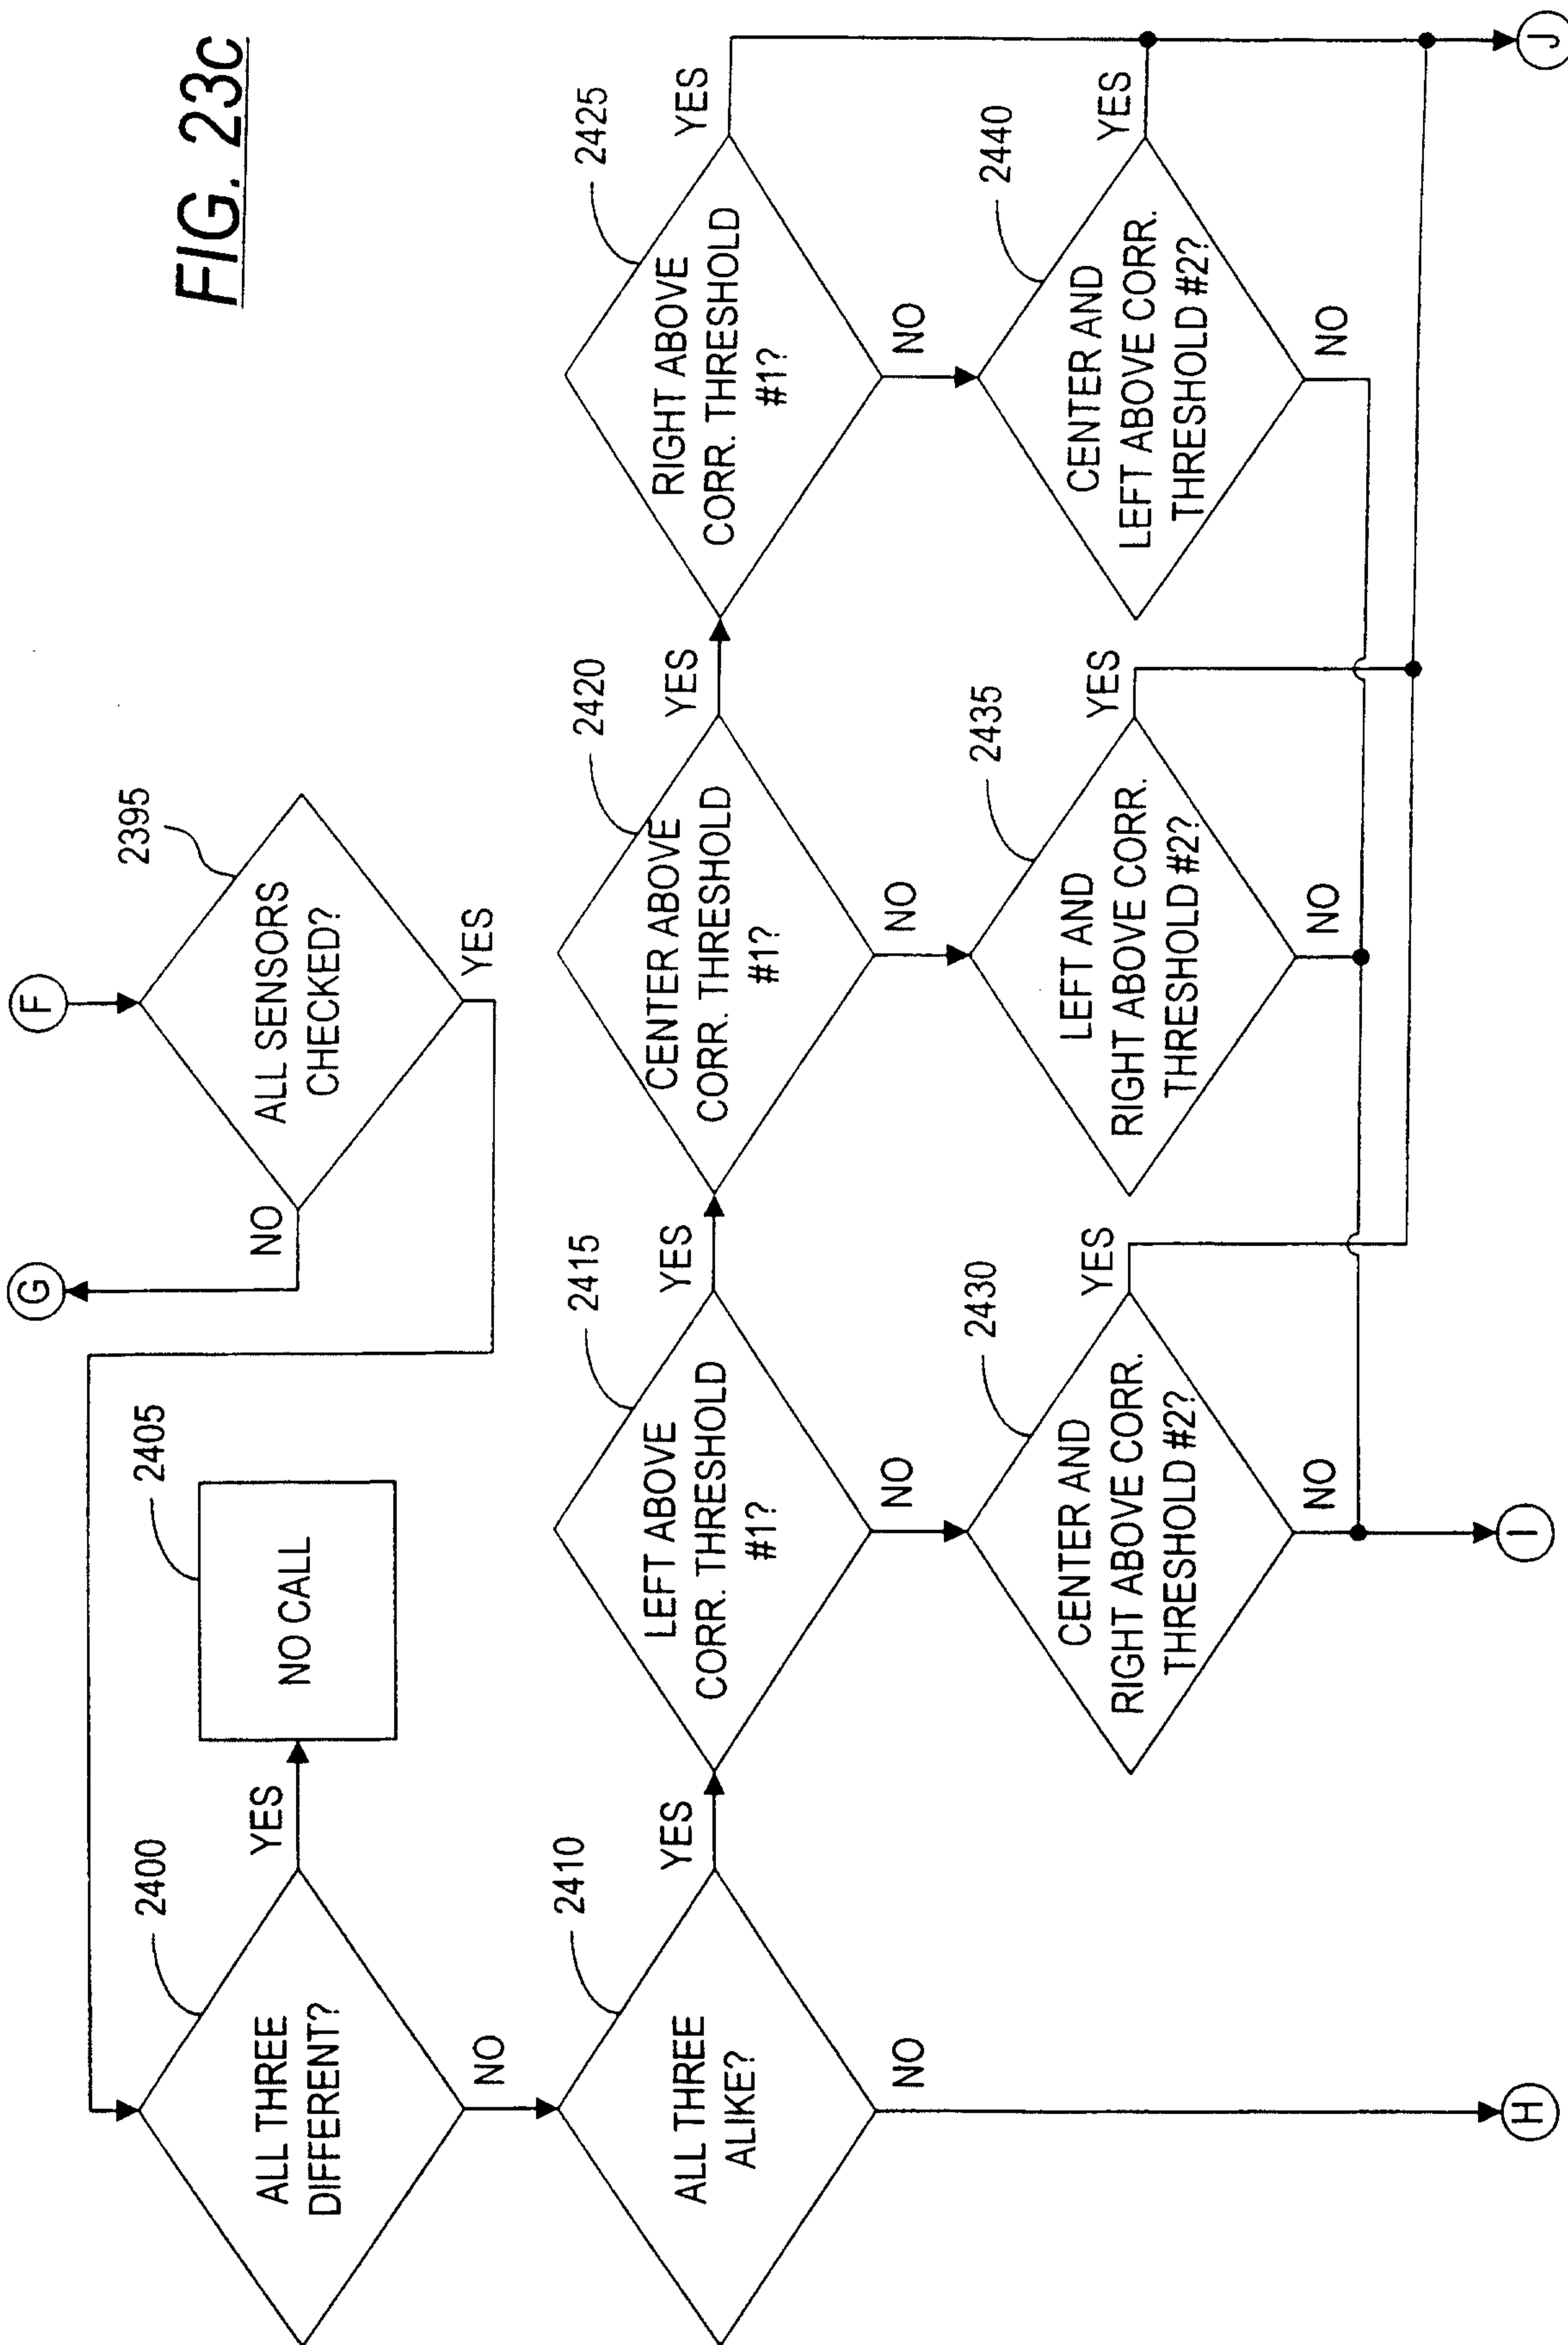 FIG. 23c
F
2395
ALL SENSORS
CHECKED?
NO
YES
G
2400
ALL THREE
DIFFERENT?
YES
NO
2405
NO CALL
2410
ALL THREE
ALIKE?
YES
NO
H
2415
LEFT ABOVE
CORR. THRESHOLD
#1?
YES
NO
2420
CENTER ABOVE
CORR. THRESHOLD
#1?
YES
NO
2425
RIGHT ABOVE
CORR. THRESHOLD
#1?
YES
NO
2430
CENTER AND
RIGHT ABOVE CORR.
THRESHOLD #2?
YES
NO
2435
LEFT AND
RIGHT ABOVE CORR.
THRESHOLD #2?
YES
NO
2440
CENTER AND
LEFT ABOVE CORR.
THRESHOLD #2?
YES
NO
I
J